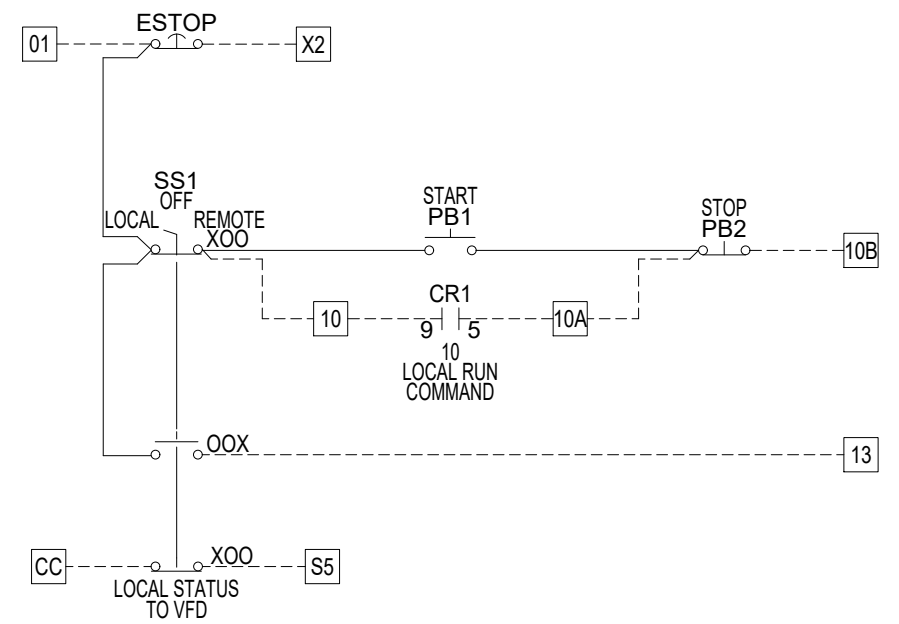 ESTOP
01
X2
SS1
OFF
LOCAL
REMOTE
XOO
START
PB1
STOP
PB2
10B
10
CR1
9
5
10A
10
LOCAL RUN
COMMAND
OOX
13
CC
XOO
S5
LOCAL STATUS
TO VFD